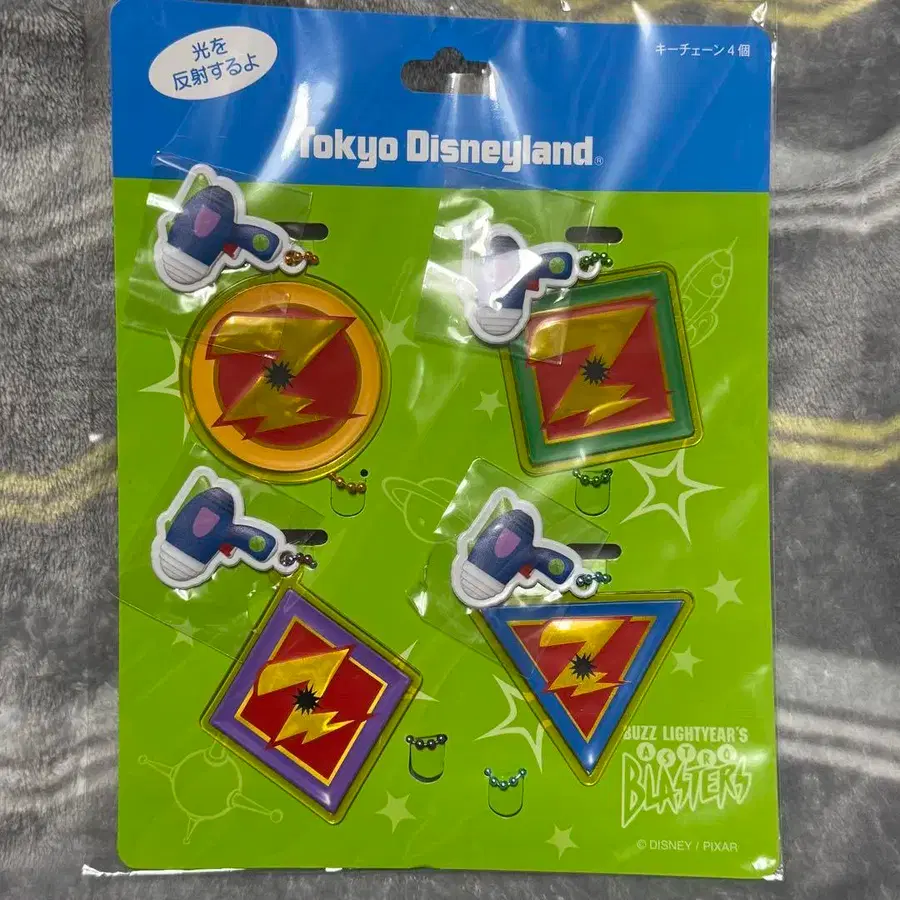 光を
反射するよ
キーチェーン4個
Tokyo Disneyland®
Z
Z
Z
Z
BUZZ LIGHTYEAR'S
ASTRO
BLASTERS
© DISNEY / PIXAR